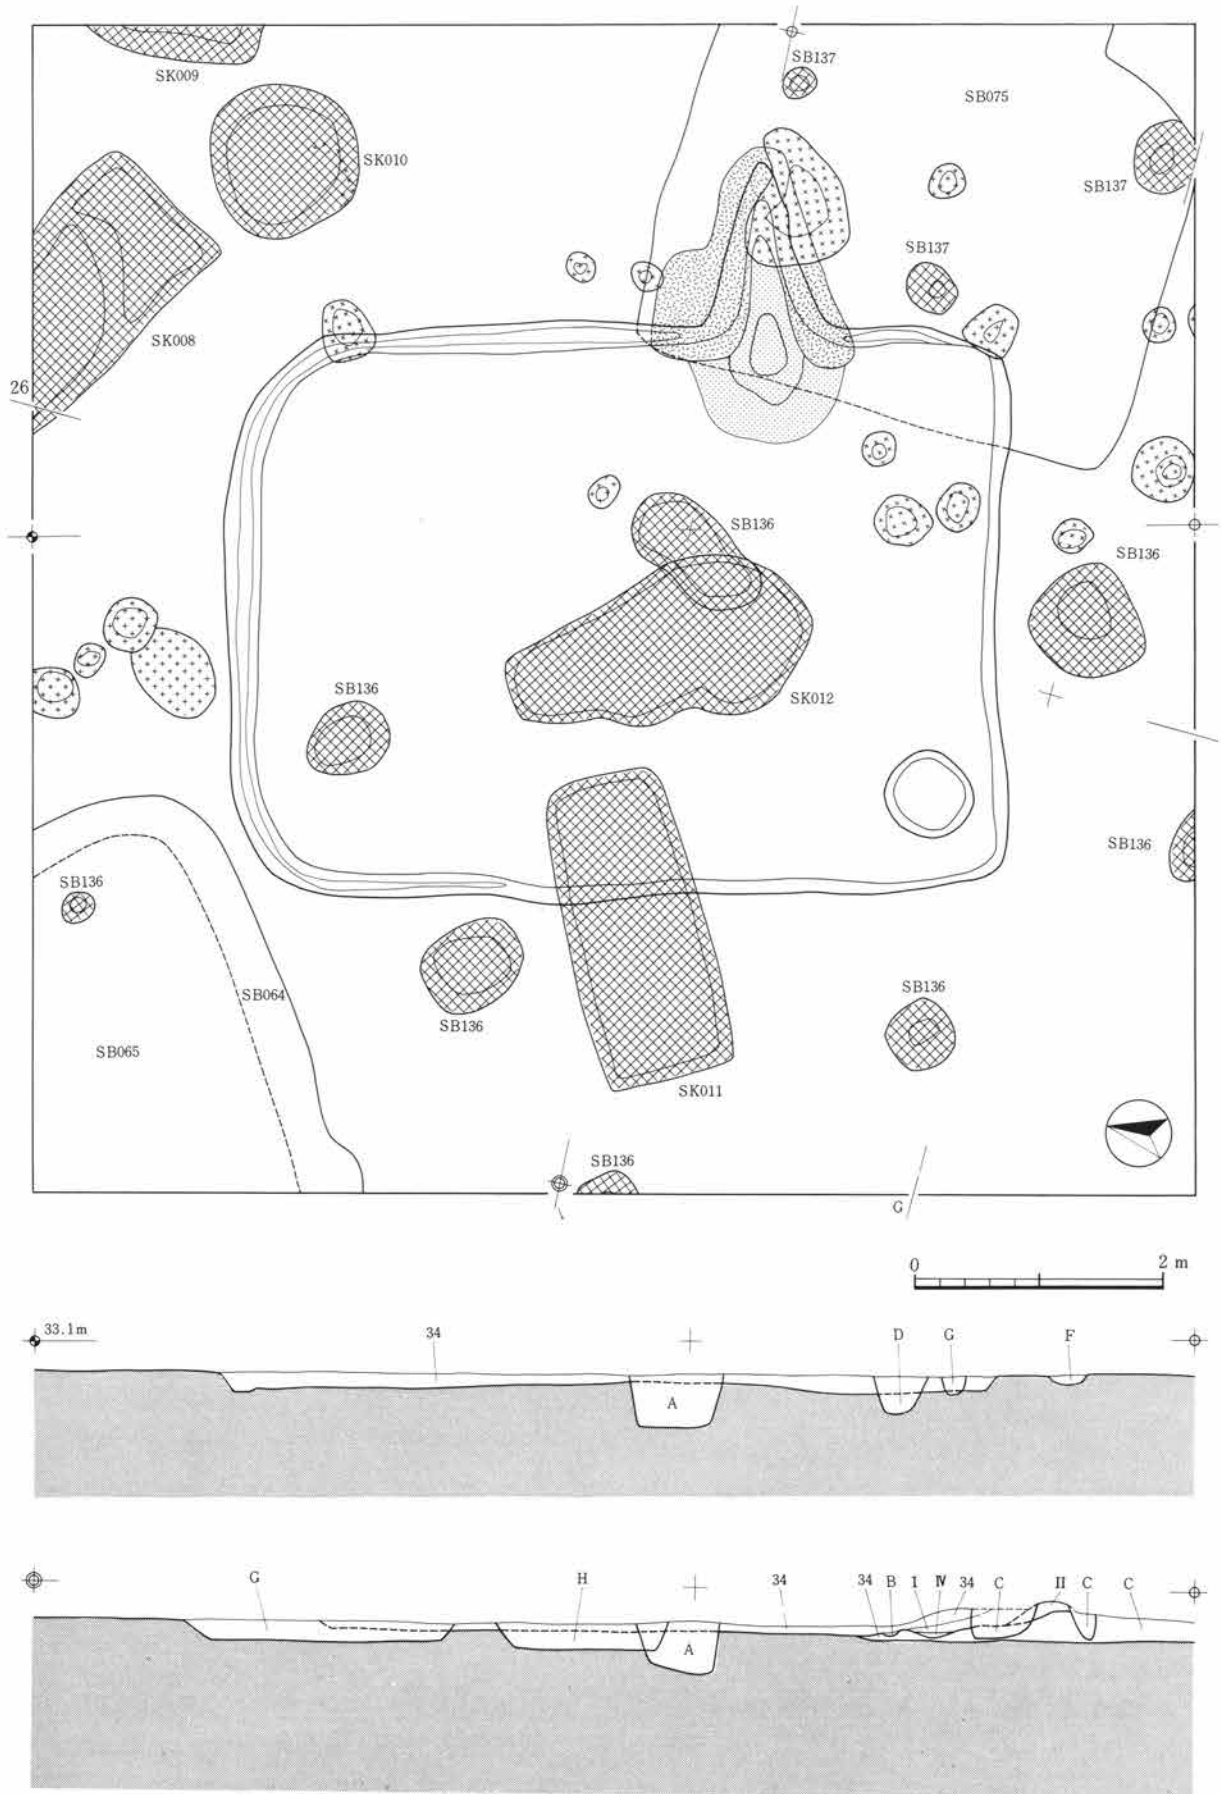 SB137
SK009
SB075
SK010
SB137
SB137
SK008
26
SB136
SB136
SB136
SK012
SB136
SB136
SB064
SB136
SB136
SB065
SK011
SB136
G
0 2 m
33.1m 34 A D G F
G H A 34 34 B I IV 34 C II C C